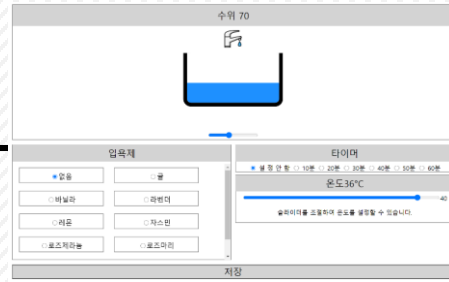 수위 70
입욕제
없음
귤
바닐라
라벤더
레몬
자스민
로즈제라늄
로즈마리
타이머
설정안함 10분 20분 30분 40분 50분 60분
온도36°C
40
슬라이더를 조절하여 온도를 설정할 수 있습니다.
저장